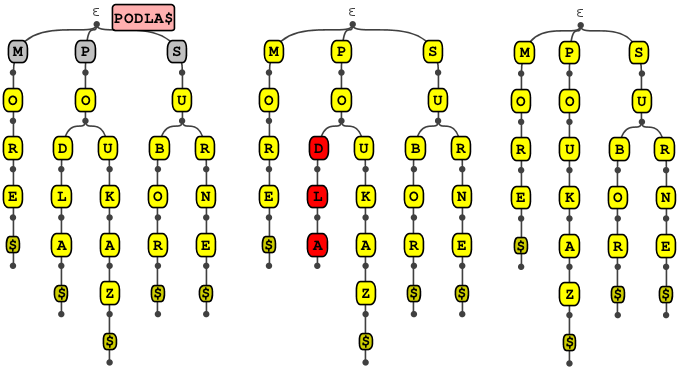 ε PODLA$ ε ε
M P S M P S M P S
O O U O O U O O U
R D U B R R D U B R R U B R
E L K O N E L K O N E K O N
$ A A R E $ A A R E $ A R E
$ Z $ $ Z $ $ Z $ $
$ $ $